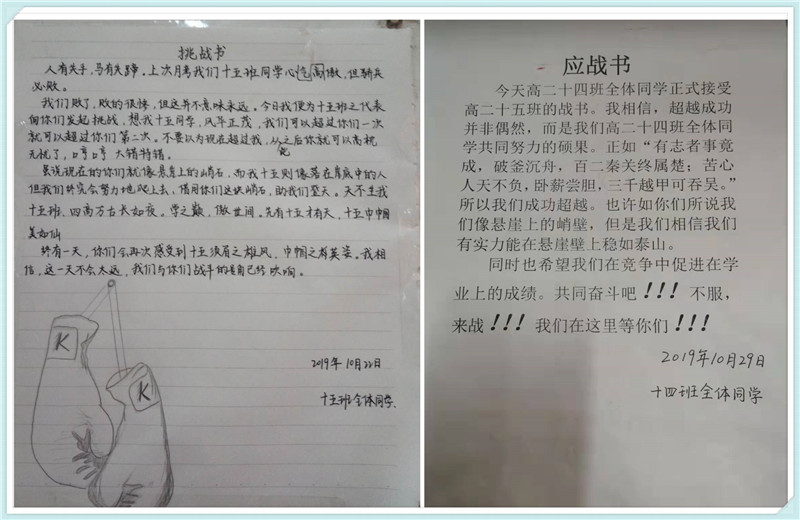 挑战书
人有失手,马有失蹄。上次月考我们十五班同学心气高傲,但骄兵
必败。
我们败了,败的很惨,但这并不意味永远。今日我便为十五班之代表
向你们发起挑战,想我十五同学,风华正茂,我们可以超过你们一次
就可以超过你们第二次。不要以为现在超过我,从之后你就可以高枕
无忧了,哼哼 大错特错。
要说现在的你们就像悬崖上的峭石,而我十五则像落在崖底中的人
但我们终究会努力地爬上去,借用你们这块峭石,助我们登天。天不生我
十五班、四高万古长如夜。学之巅,傲世间。先有十五才有天,十五巾帼
美如仙
终有一天,你们会再次感受到十五须眉之雄风,巾帼之有英姿。我相
信,这一天不会太远,我们与你们战斗的号角已经吹响。
K
K
2019年10月22日
十五班全体同学、
应战书
今天高二十四班全体同学正式接受
高二十五班的战书。我相信,超越成功
并非偶然,而是我们高二十四班全体同
学共同努力的硕果。正如“有志者事竟
成,破釜沉舟,百二秦关终属楚;苦心
人天不负,卧薪尝胆,三千越甲可吞吴。”
所以我们成功超越。也许如你们所说我
们像悬崖上的峭壁,但是我们相信我们
有实力能在悬崖壁上稳如泰山。
同时也希望我们在竞争中促进在学
业上的成绩。共同奋斗吧!!! 不服,
来战!!! 我们在这里等你们!!!
2019年10月29日
十四班全体同学